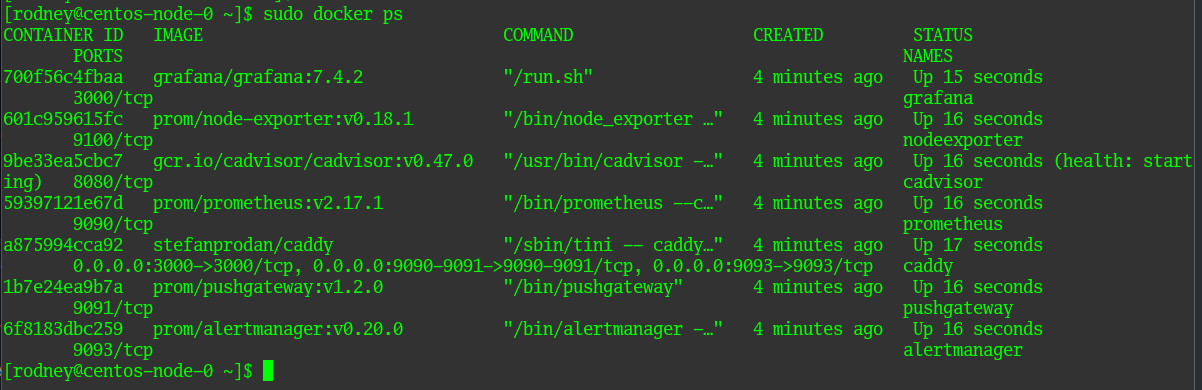 [rodney@centos-node-0 ~]$ sudo docker ps
CONTAINER ID   IMAGE                              COMMAND                  CREATED         STATUS
       PORTS                                                                              NAMES
700f56c4fbaa   grafana/grafana:7.4.2              "/run.sh"                4 minutes ago   Up 15 seconds
       3000/tcp                                                                           grafana
601c959615fc   prom/node-exporter:v0.18.1         "/bin/node_exporter …"   4 minutes ago   Up 16 seconds
       9100/tcp                                                                           nodeexporter
9be33ea5cbc7   gcr.io/cadvisor/cadvisor:v0.47.0   "/usr/bin/cadvisor -…"   4 minutes ago   Up 16 seconds (health: start
ing)   8080/tcp                                                                           cadvisor
59397121e67d   prom/prometheus:v2.17.1            "/bin/prometheus --c…"   4 minutes ago   Up 16 seconds
       9090/tcp                                                                           prometheus
a875994cca92   stefanprodan/caddy                 "/sbin/tini -- caddy…"   4 minutes ago   Up 17 seconds
       0.0.0.0:3000->3000/tcp, 0.0.0.0:9090-9091->9090-9091/tcp, 0.0.0.0:9093->9093/tcp   caddy
1b7e24ea9b7a   prom/pushgateway:v1.2.0            "/bin/pushgateway"       4 minutes ago   Up 16 seconds
       9091/tcp                                                                           pushgateway
6f8183dbc259   prom/alertmanager:v0.20.0          "/bin/alertmanager -…"   4 minutes ago   Up 16 seconds
       9093/tcp                                                                           alertmanager
[rodney@centos-node-0 ~]$